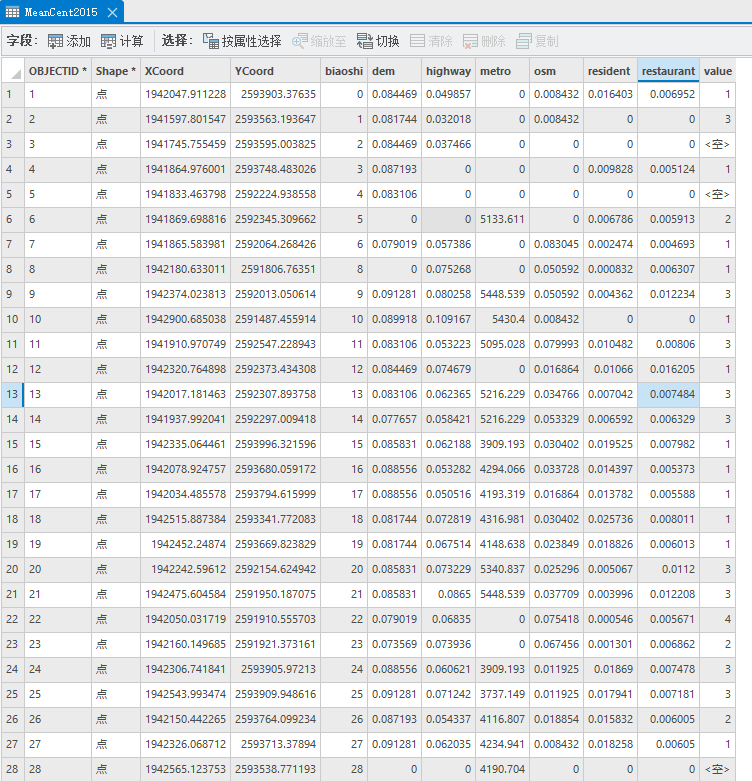 MeanCent2015
字段: 添加 计算 选择: 按属性选择 缩放至 切换 清除 删除 复制
OBJECTID * Shape * XCoord YCoord biaoshi dem highway metro osm resident restaurant value
1 1 点 1942047.911228 2593903.37635 0 0.084469 0.049857 0 0.008432 0.016403 0.006952 1
2 2 点 1941597.801547 2593563.193647 1 0.081744 0.032018 0 0.008432 0 0 3
3 3 点 1941745.755459 2593595.003825 2 0.084469 0.037466 0 0 0 0 <空>
4 4 点 1941864.976001 2593748.483026 3 0.087193 0 0 0 0.009828 0.005124 1
5 5 点 1941833.463798 2592224.938558 4 0.083106 0 0 0 0 0 <空>
6 6 点 1941869.698816 2592345.309662 5 0 0 5133.611 0 0.006786 0.005913 2
7 7 点 1941865.583981 2592064.268426 6 0.079019 0.057386 0 0.083045 0.002474 0.004693 1
8 8 点 1942180.633011 2591806.76351 8 0 0.075268 0 0.050592 0.000832 0.006307 1
9 9 点 1942374.023813 2592013.050614 9 0.091281 0.080258 5448.539 0.050592 0.004362 0.012234 3
10 10 点 1942900.685038 2591487.455914 10 0.089918 0.109167 5430.4 0.008432 0 0 1
11 11 点 1941910.970749 2592547.228943 11 0.083106 0.053223 5095.028 0.079993 0.010482 0.00806 3
12 12 点 1942320.764898 2592373.434308 12 0.084469 0.074679 0 0.016864 0.01066 0.016205 1
13 13 点 1942017.181463 2592307.893758 13 0.083106 0.062365 5216.229 0.034766 0.007042 0.007484 3
14 14 点 1941937.992041 2592297.009418 14 0.077657 0.058421 5216.229 0.053329 0.006592 0.006329 3
15 15 点 1942335.064461 2593996.321596 15 0.085831 0.062188 3909.193 0.030402 0.019525 0.007982 1
16 16 点 1942078.924757 2593680.059172 16 0.088556 0.053282 4294.066 0.033728 0.014397 0.005373 1
17 17 点 1942034.485578 2593794.615999 17 0.088556 0.050516 4193.319 0.016864 0.013782 0.005588 1
18 18 点 1942515.887384 2593341.772083 18 0.081744 0.072819 4316.981 0.030402 0.025736 0.008011 1
19 19 点 1942452.24874 2593669.823829 19 0.081744 0.067514 4148.638 0.023849 0.018826 0.006013 1
20 20 点 1942242.59612 2592154.624942 20 0.085831 0.073229 5340.837 0.025296 0.005067 0.0112 3
21 21 点 1942475.604584 2591950.187075 21 0.085831 0.0865 5448.539 0.037709 0.003996 0.012208 3
22 22 点 1942050.031719 2591910.555703 22 0.079019 0.06835 0 0.075418 0.000546 0.005671 4
23 23 点 1942160.149685 2591921.373161 23 0.073569 0.073936 0 0.067456 0.001301 0.006862 2
24 24 点 1942306.741841 2593905.97213 24 0.088556 0.060621 3909.193 0.011925 0.01869 0.007478 3
25 25 点 1942543.993474 2593909.948616 25 0.091281 0.071242 3737.149 0.011925 0.017941 0.007181 3
26 26 点 1942150.442265 2593764.099234 26 0.087193 0.054337 4116.807 0.018854 0.015832 0.006005 2
27 27 点 1942326.068712 2593713.37894 27 0.091281 0.062035 4234.941 0.008432 0.018258 0.00605 1
28 28 点 1942565.123753 2593538.771193 28 0 0 4190.704 0 0 0 <空>